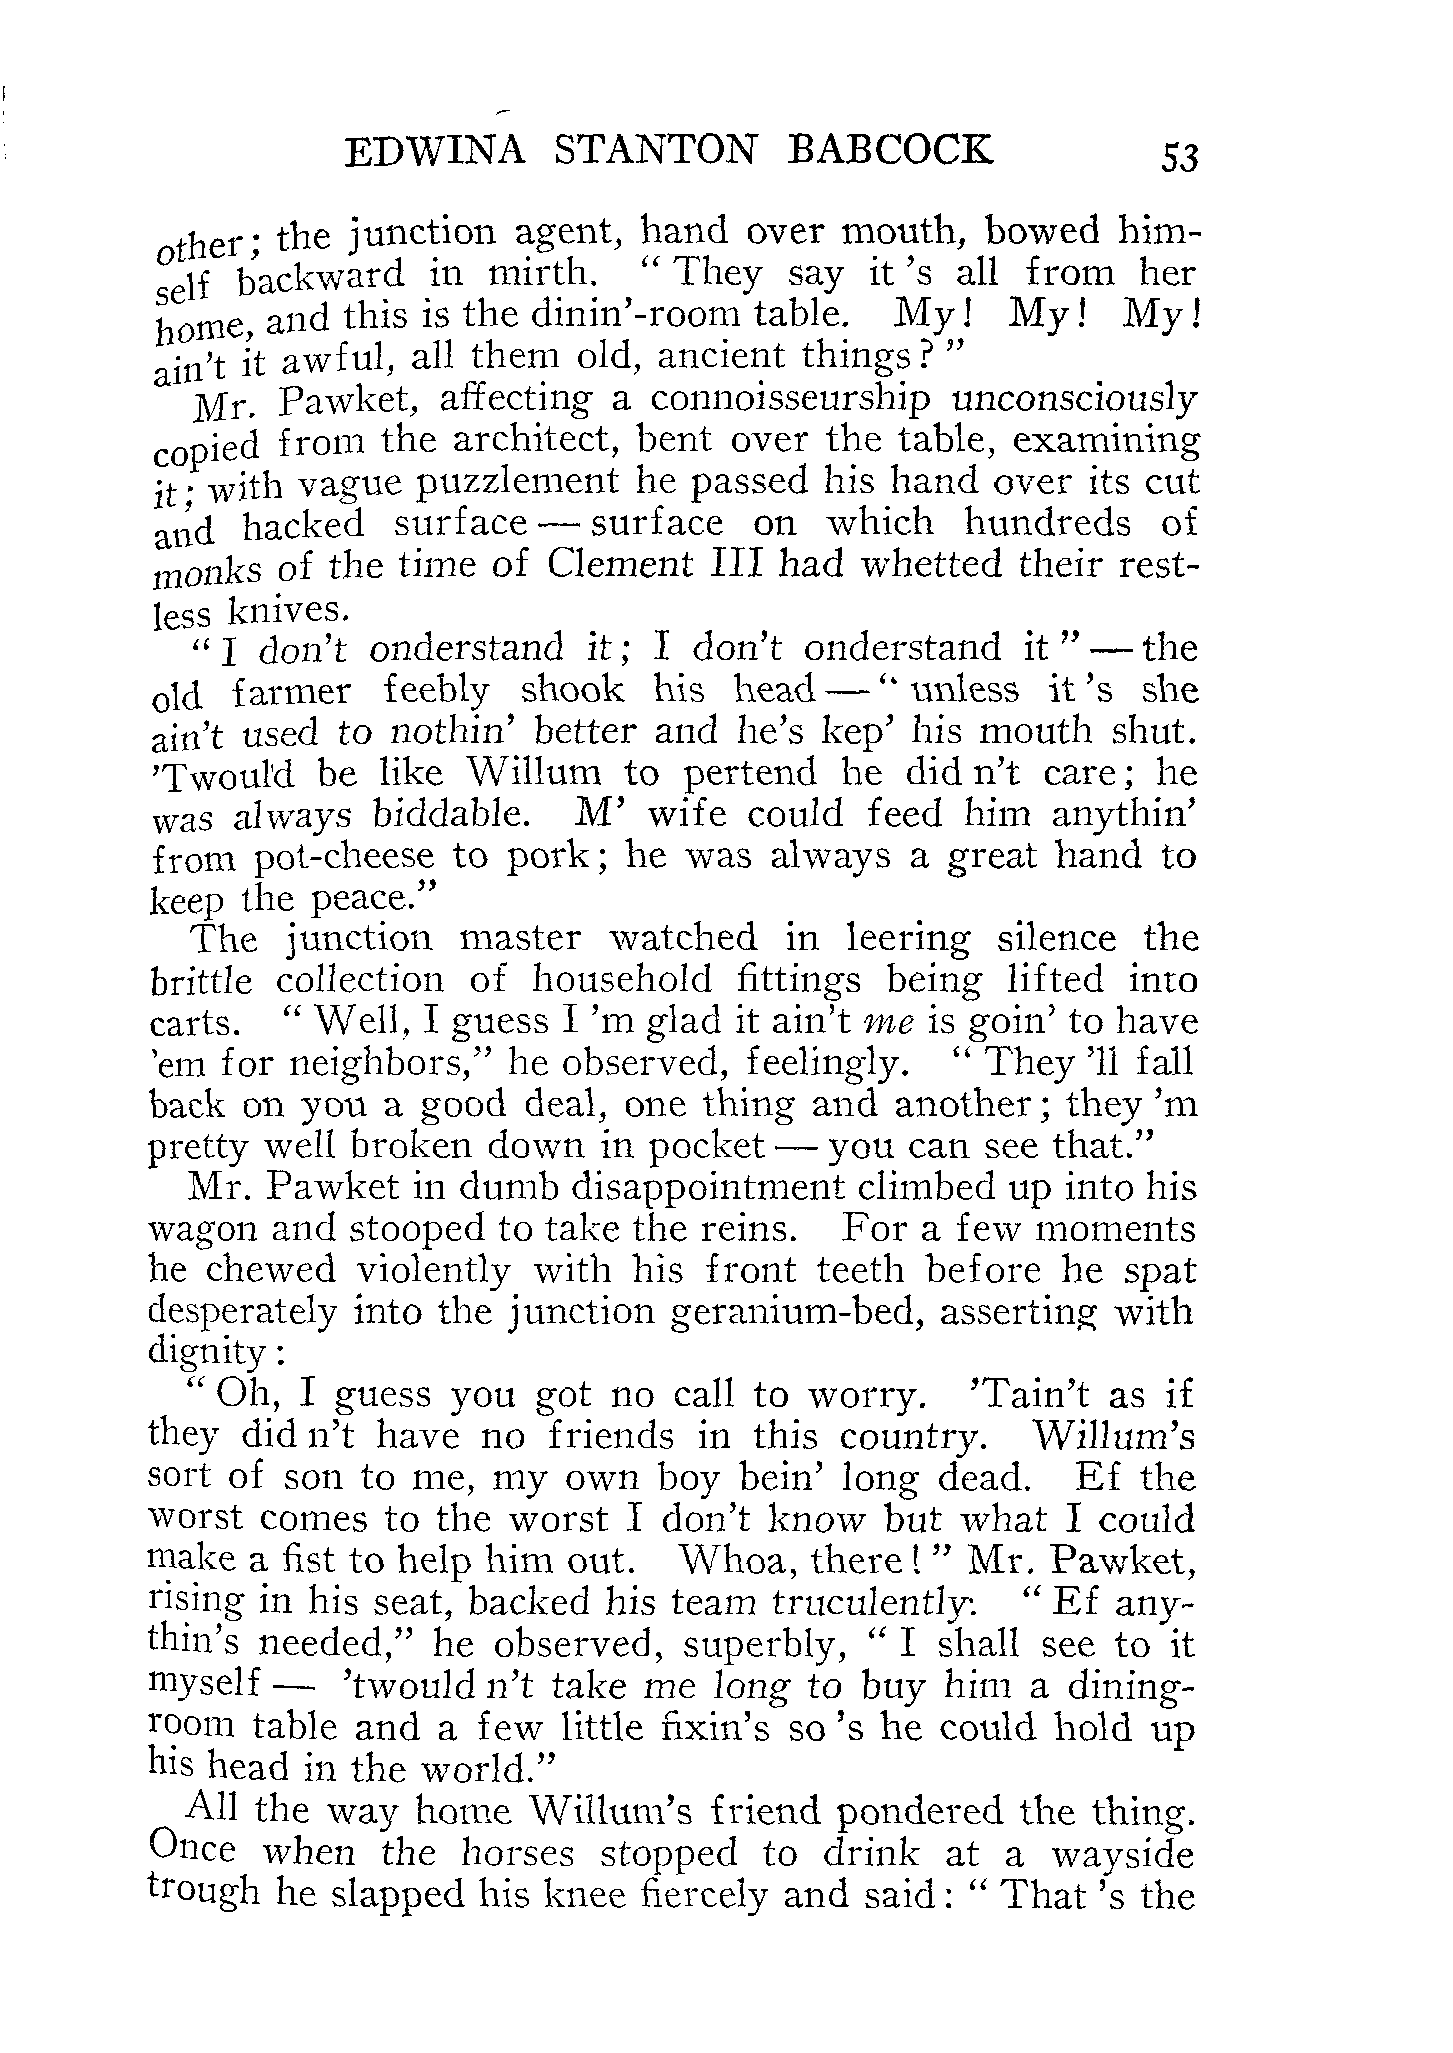 EDWINA STANTON BABCOCK 53
other; the junction agent, hand over mouth, bowed him-
self backward in mirth. "They say it 's all from her
home, and this is the dinin'-room table. My! My! My!
ain't it awful, all them old, ancient things?"
Mr. Pawket, affecting a connoisseurship unconsciously
copied from the architect, bent over the table, examining
it; with vague puzzlement he passed his hand over its cut
and hacked surface — surface on which hundreds of
monks of the time of Clement III had whetted their rest-
less knives.
"I don't onderstand it; I don't onderstand it" — the
old farmer feebly shook his head — "unless it 's she
ain't used to nothin' better and he's kep' his mouth shut.
'Twould be like Willum to pertend he did n't care; he
was always biddable. M' wife could feed him anythin'
from pot-cheese to pork; he was always a great hand to
keep the peace."
The junction master watched in leering silence the
brittle collection of household fittings being lifted into
carts. "Well, I guess I 'm glad it ain't me is goin' to have
'em for neighbors," he observed, feelingly. "They 'll fall
back on you a good deal, one thing and another; they 'm
pretty well broken down in pocket — you can see that."
Mr. Pawket in dumb disappointment climbed up into his
wagon and stooped to take the reins. For a few moments
he chewed violently with his front teeth before he spat
desperately into the junction geranium-bed, asserting with
dignity:
"Oh, I guess you got no call to worry. 'Tain't as if
they did n't have no friends in this country. Willum's
sort of son to me, my own boy bein' long dead. Ef the
worst comes to the worst I don't know but what I could
make a fist to help him out. Whoa, there!" Mr. Pawket,
rising in his seat, backed his team truculently. "Ef any-
thin's needed," he observed, superbly, "I shall see to it
myself — 'twould n't take me long to buy him a dining-
room table and a few little fixin's so 's he could hold up
his head in the world."
All the way home Willum's friend pondered the thing.
Once when the horses stopped to drink at a wayside
trough he slapped his knee fiercely and said: "That 's the